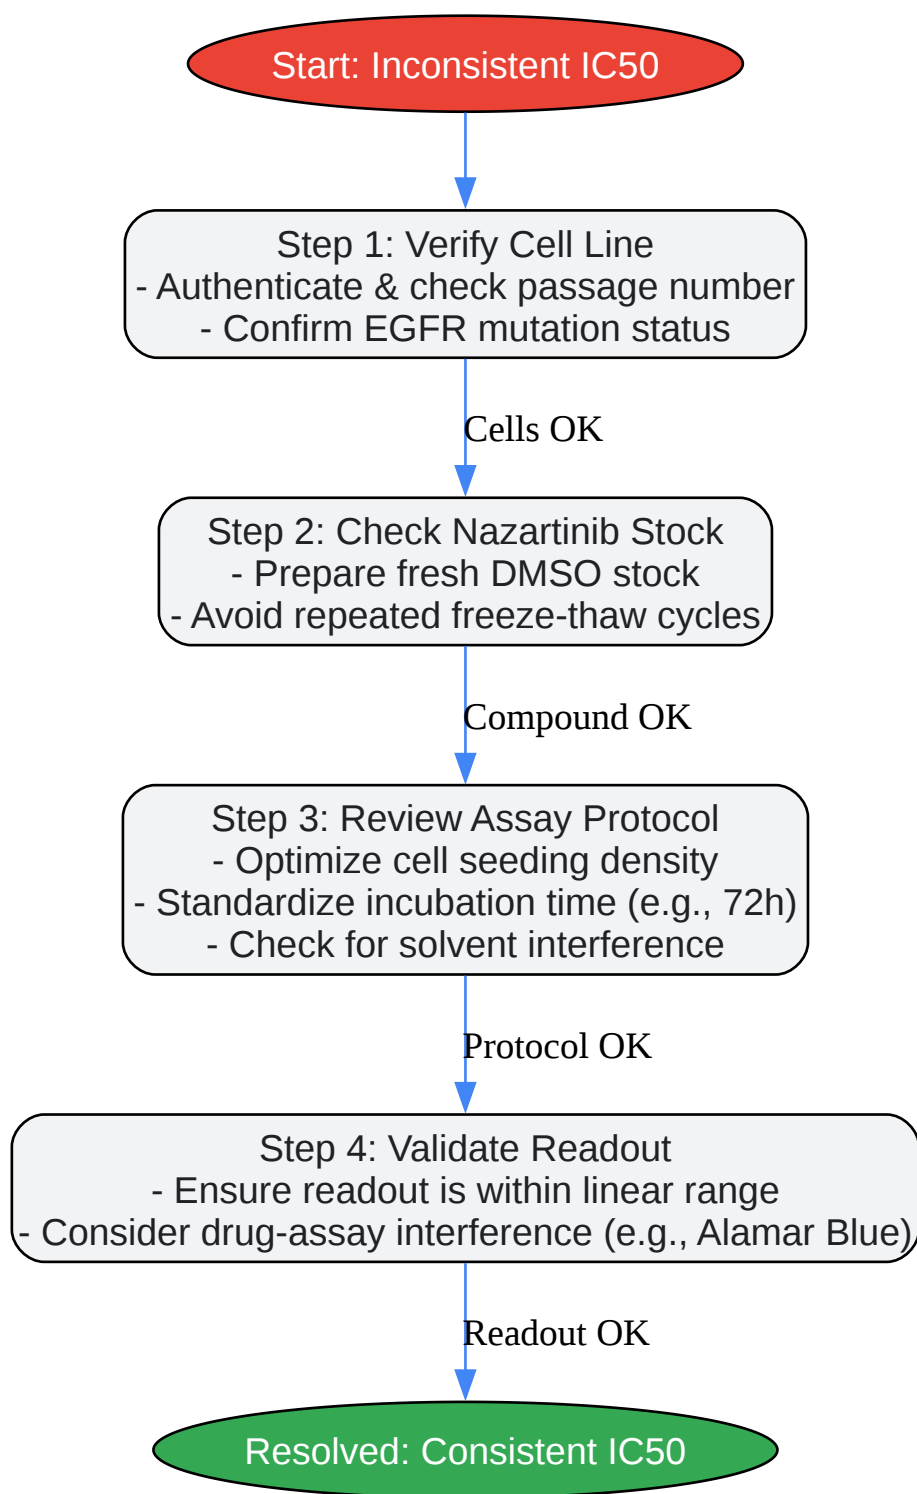 Start: Inconsistent IC50
Step 1: Verify Cell Line
- Authenticate & check passage number
- Confirm EGFR mutation status
Cells OK
Step 2: Check Nazartinib Stock
- Prepare fresh DMSO stock
- Avoid repeated freeze-thaw cycles
Compound OK
Step 3: Review Assay Protocol
- Optimize cell seeding density
- Standardize incubation time (e.g., 72h)
- Check for solvent interference
Protocol OK
Step 4: Validate Readout
- Ensure readout is within linear range
- Consider drug-assay interference (e.g., Alamar Blue)
Readout OK
Resolved: Consistent IC50